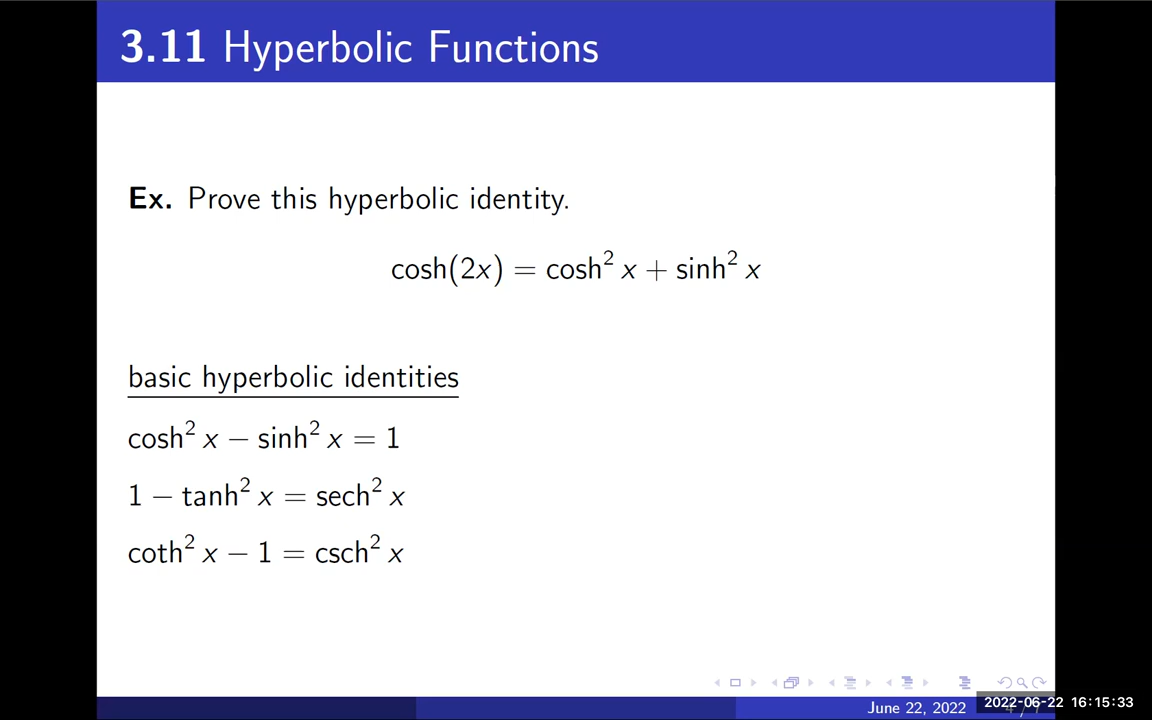 3.11 Hyperbolic Functions
Ex. Prove this hyperbolic identity.
cosh(2x) = cosh² x + sinh² x
basic hyperbolic identities
cosh² x − sinh² x = 1
1 − tanh² x = sech² x
coth² x − 1 = csch² x
June 22, 2022
2022-06-22 16:15:33